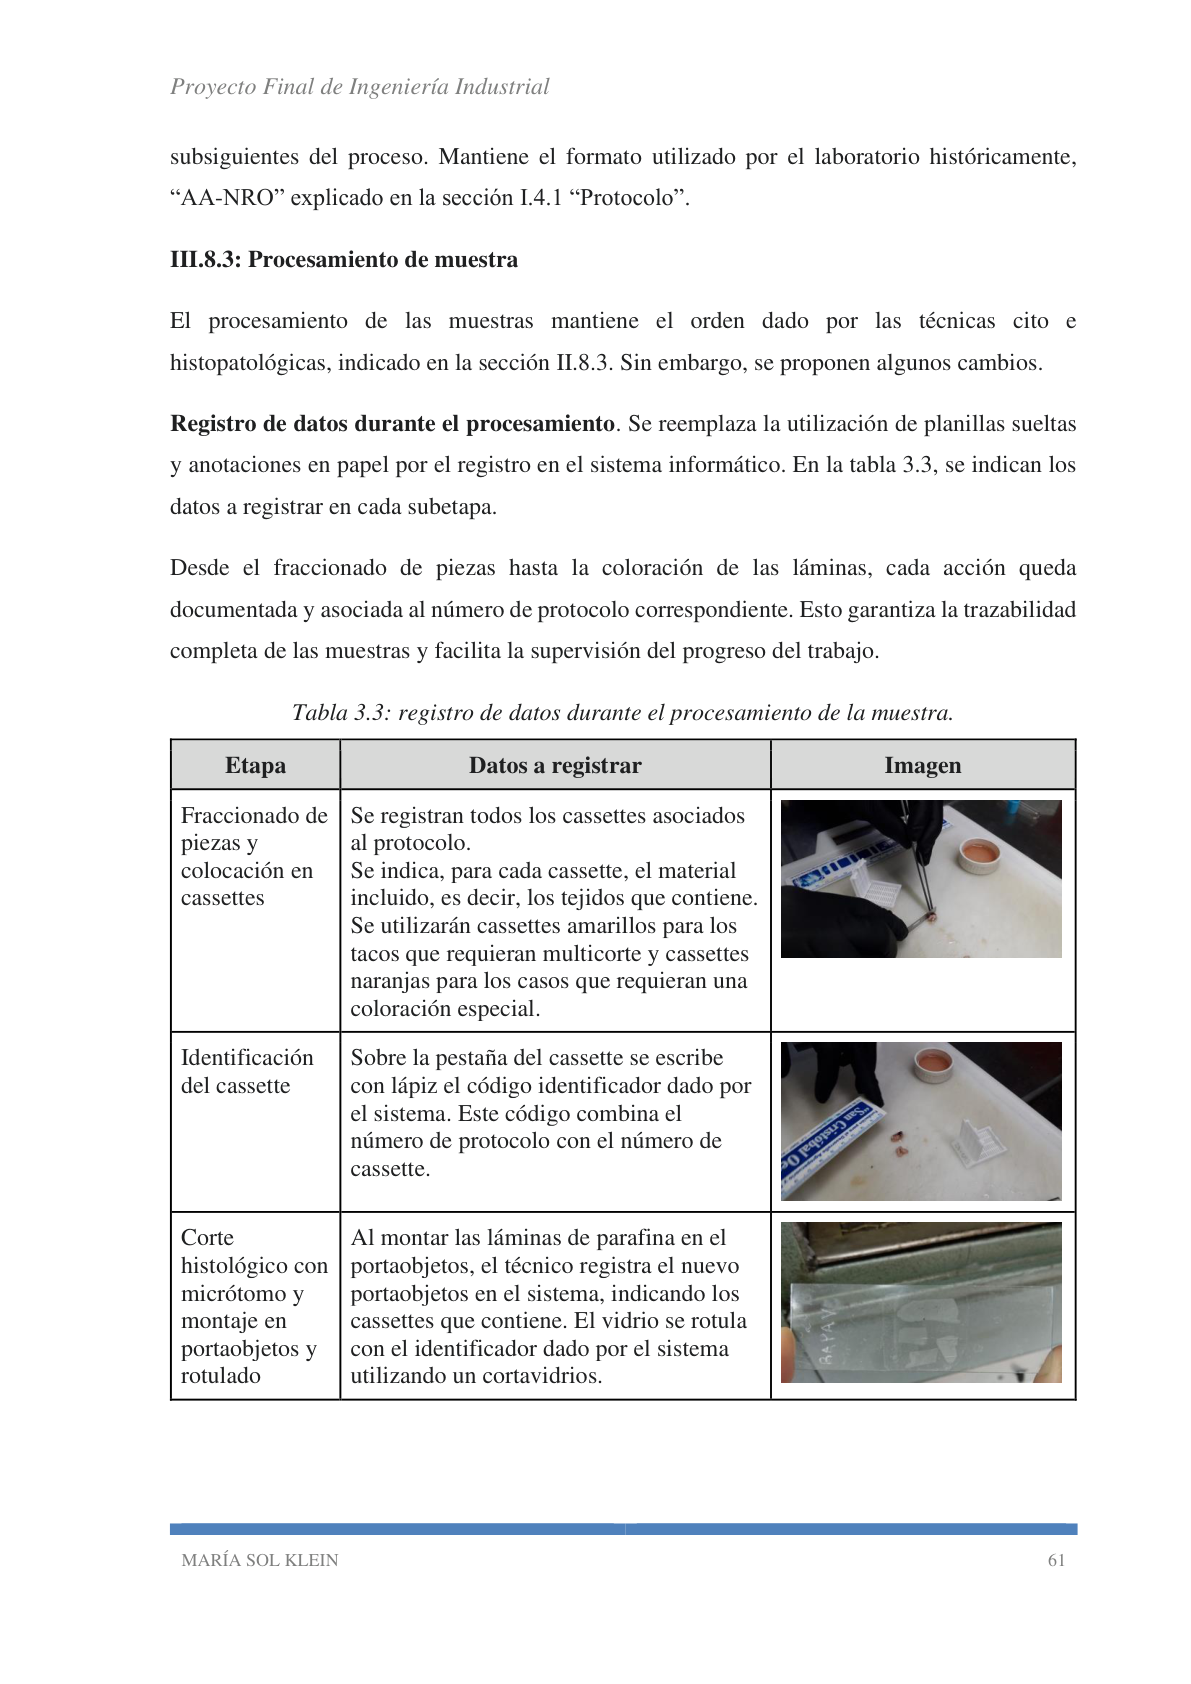 Proyecto Final de Ingeniería Industrial
subsiguientes del proceso. Mantiene el formato utilizado por el laboratorio históricamente,
“AA-NRO” explicado en la sección I.4.1 “Protocolo”.
III.8.3: Procesamiento de muestra
El procesamiento de las muestras mantiene el orden dado por las técnicas cito e
histopatológicas, indicado en la sección II.8.3. Sin embargo, se proponen algunos cambios.
Registro de datos durante el procesamiento. Se reemplaza la utilización de planillas sueltas
y anotaciones en papel por el registro en el sistema informático. En la tabla 3.3, se indican los
datos a registrar en cada subetapa.
Desde el fraccionado de piezas hasta la coloración de las láminas, cada acción queda
documentada y asociada al número de protocolo correspondiente. Esto garantiza la trazabilidad
completa de las muestras y facilita la supervisión del progreso del trabajo.
Tabla 3.3: registro de datos durante el procesamiento de la muestra.
Etapa
Datos a registrar
Imagen
Fraccionado de
piezas y
colocación en
cassettes
Se registran todos los cassettes asociados
al protocolo.
Se indica, para cada cassette, el material
incluido, es decir, los tejidos que contiene.
Se utilizarán cassettes amarillos para los
tacos que requieran multicorte y cassettes
naranjas para los casos que requieran una
coloración especial.
Identificación
del cassette
Sobre la pestaña del cassette se escribe
con lápiz el código identificador dado por
el sistema. Este código combina el
número de protocolo con el número de
cassette.
San Cristóbal
Corte
histológico con
micrótomo y
montaje en
portaobjetos y
rotulado
Al montar las láminas de parafina en el
portaobjetos, el técnico registra el nuevo
portaobjetos en el sistema, indicando los
cassettes que contiene. El vidrio se rotula
con el identificador dado por el sistema
utilizando un cortavidrios.
MARÍA SOL KLEIN
61